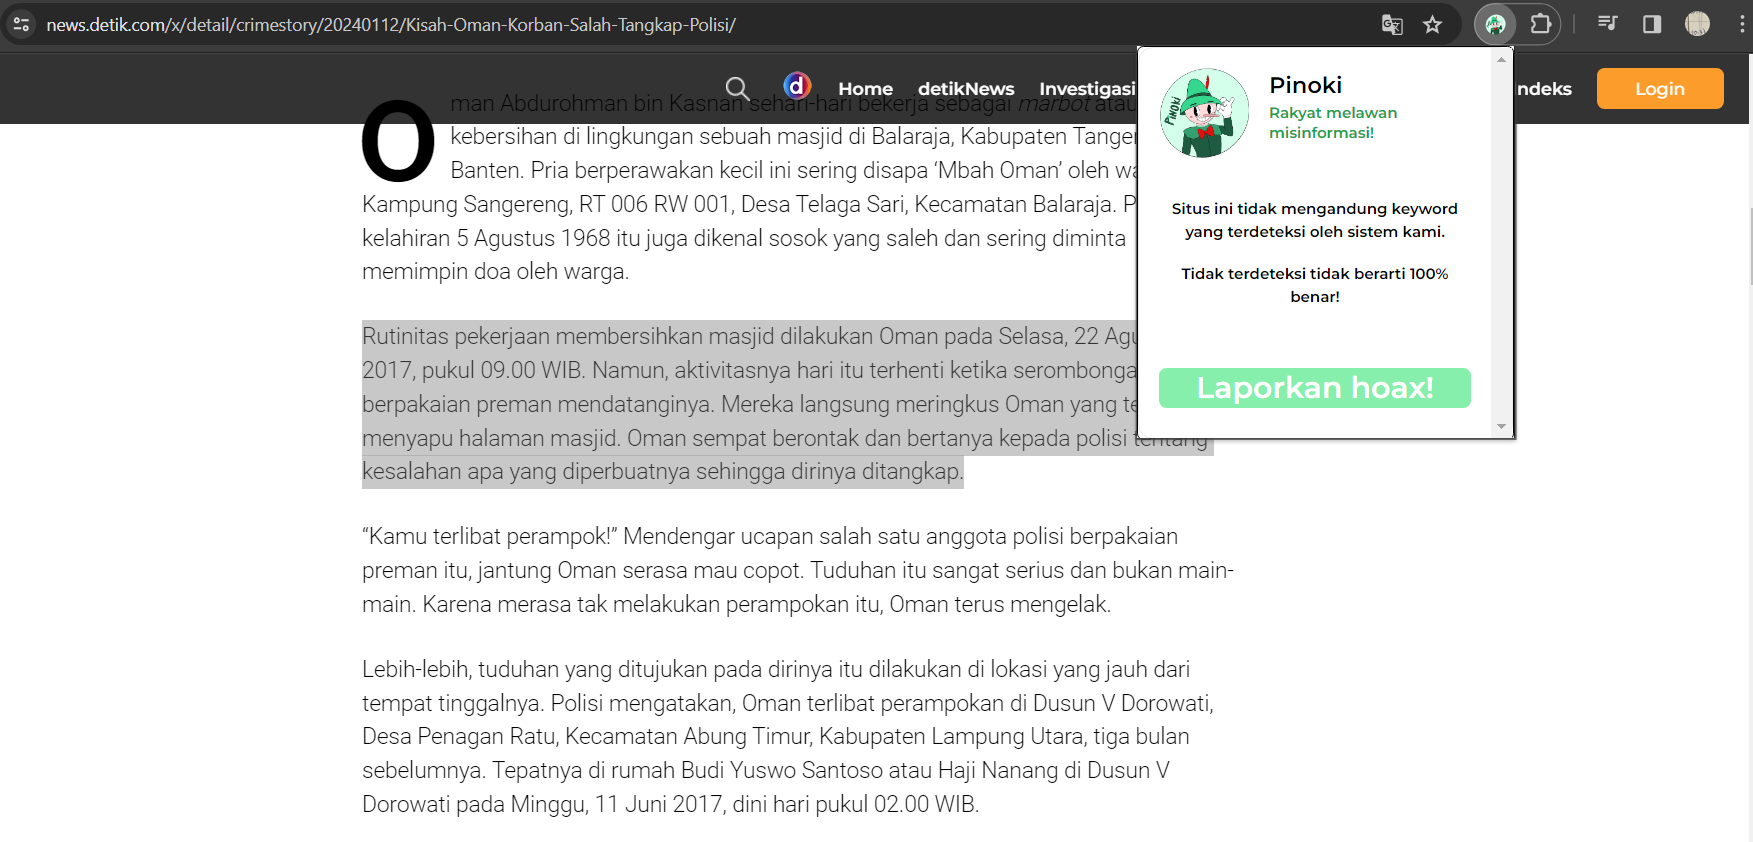 news.detik.com/x/detail/crimestory/20240112/Kisah-Oman-Korban-Salah-Tangkap-Polisi/
d Home detikNews Investigasi ndeks Login
Pinoki
Rakyat melawan
misinformasi!
PINOKI
Situs ini tidak mengandung keyword
yang terdeteksi oleh sistem kami.
Tidak terdeteksi tidak berarti 100%
benar!
Laporkan hoax!
Oman Abdurohman bin Kasnan sehari-hari bekerja sebagai marbot atau
kebersihan di lingkungan sebuah masjid di Balaraja, Kabupaten Tanger
Banten. Pria berperawakan kecil ini sering disapa ‘Mbah Oman’ oleh wa
Kampung Sangereng, RT 006 RW 001, Desa Telaga Sari, Kecamatan Balaraja. P
kelahiran 5 Agustus 1968 itu juga dikenal sosok yang saleh dan sering diminta
memimpin doa oleh warga.
Rutinitas pekerjaan membersihkan masjid dilakukan Oman pada Selasa, 22 Agu
2017, pukul 09.00 WIB. Namun, aktivitasnya hari itu terhenti ketika serombonga
berpakaian preman mendatanginya. Mereka langsung meringkus Oman yang te
menyapu halaman masjid. Oman sempat berontak dan bertanya kepada polisi tentang
kesalahan apa yang diperbuatnya sehingga dirinya ditangkap.
“Kamu terlibat perampok!” Mendengar ucapan salah satu anggota polisi berpakaian
preman itu, jantung Oman serasa mau copot. Tuduhan itu sangat serius dan bukan main-
main. Karena merasa tak melakukan perampokan itu, Oman terus mengelak.
Lebih-lebih, tuduhan yang ditujukan pada dirinya itu dilakukan di lokasi yang jauh dari
tempat tinggalnya. Polisi mengatakan, Oman terlibat perampokan di Dusun V Dorowati,
Desa Penagan Ratu, Kecamatan Abung Timur, Kabupaten Lampung Utara, tiga bulan
sebelumnya. Tepatnya di rumah Budi Yuswo Santoso atau Haji Nanang di Dusun V
Dorowati pada Minggu, 11 Juni 2017, dini hari pukul 02.00 WIB.